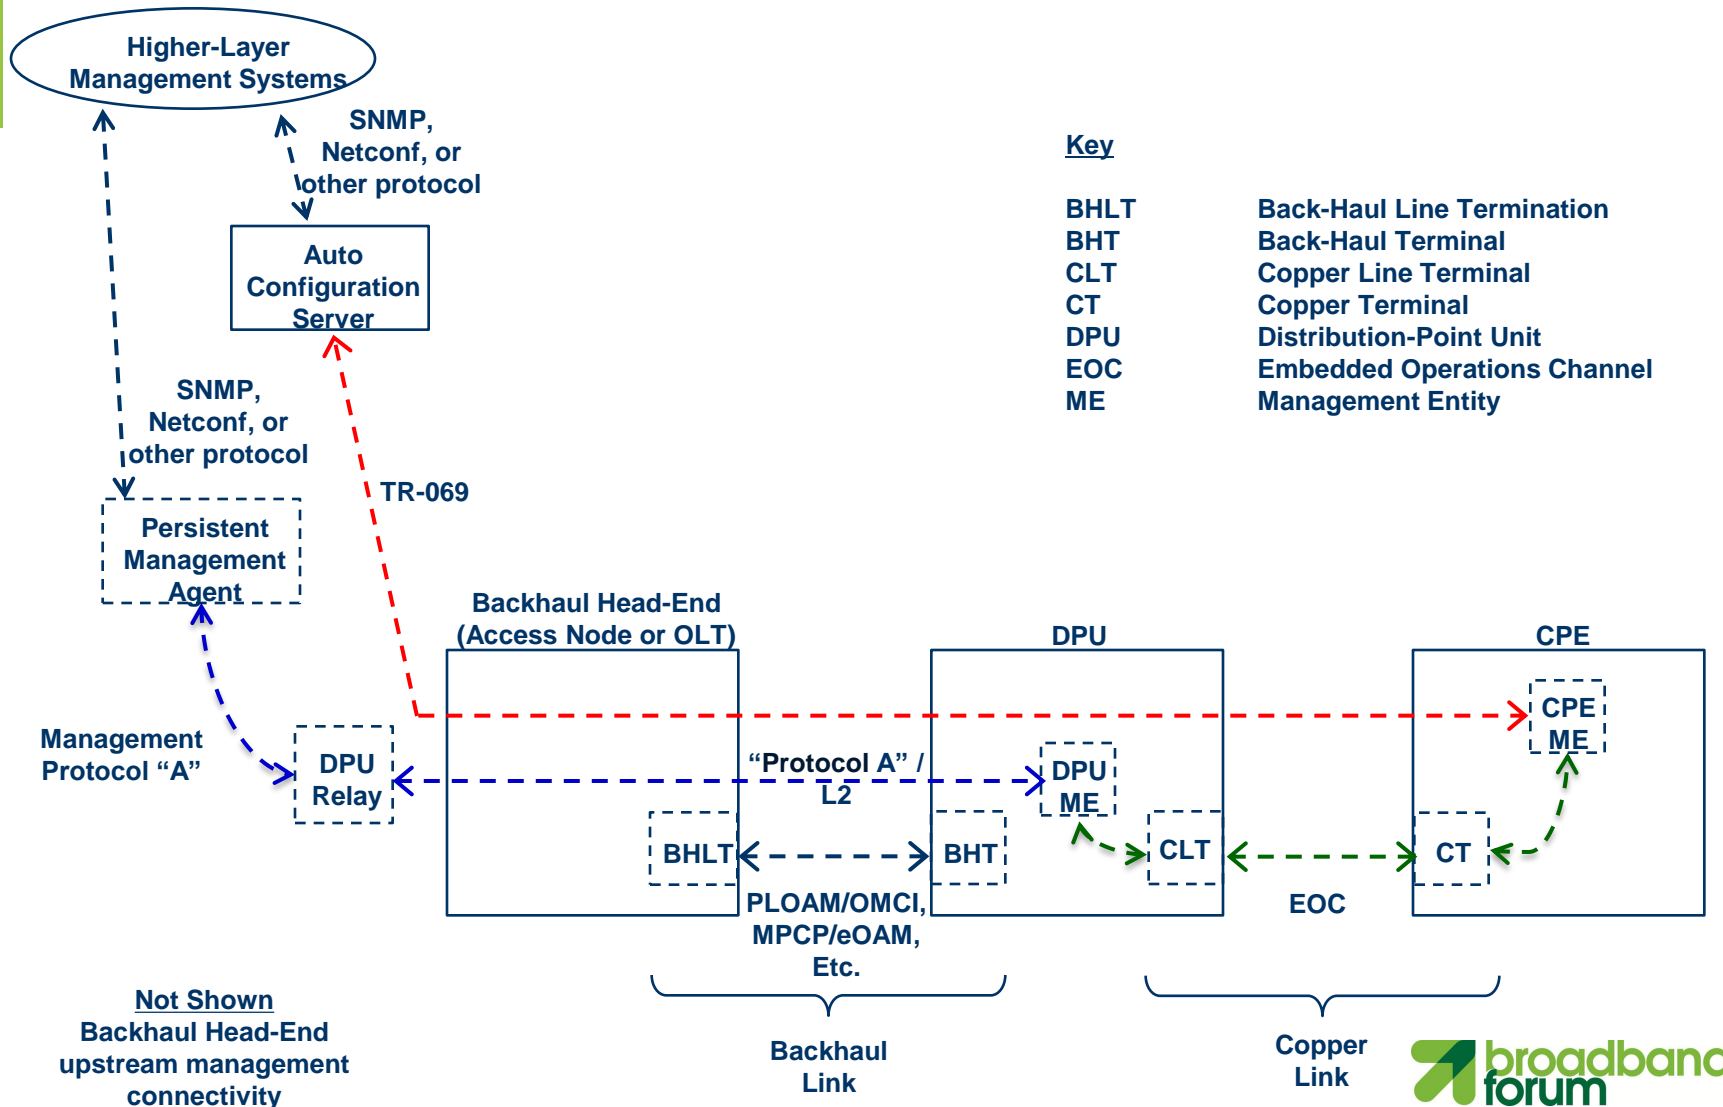 Higher-Layer
Management Systems
SNMP,
Netconf, or
other protocol
Auto
Configuration
Server
Key
BHLT Back-Haul Line Termination
BHT Back-Haul Terminal
CLT Copper Line Terminal
CT Copper Terminal
DPU Distribution-Point Unit
EOC Embedded Operations Channel
ME Management Entity
SNMP,
Netconf, or
other protocol
TR-069
Persistent
Management
Agent
Backhaul Head-End
(Access Node or OLT)
DPU
CPE
CPE
ME
Management
Protocol “A”
DPU
Relay
“Protocol A” /
L2
DPU
ME
BHLT
BHT
CLT
CT
PLOAM/OMCI,
MPCP/eOAM,
Etc.
EOC
Not Shown
Backhaul Head-End
upstream management
connectivity
Backhaul
Link
Copper
Link
broadband
forum